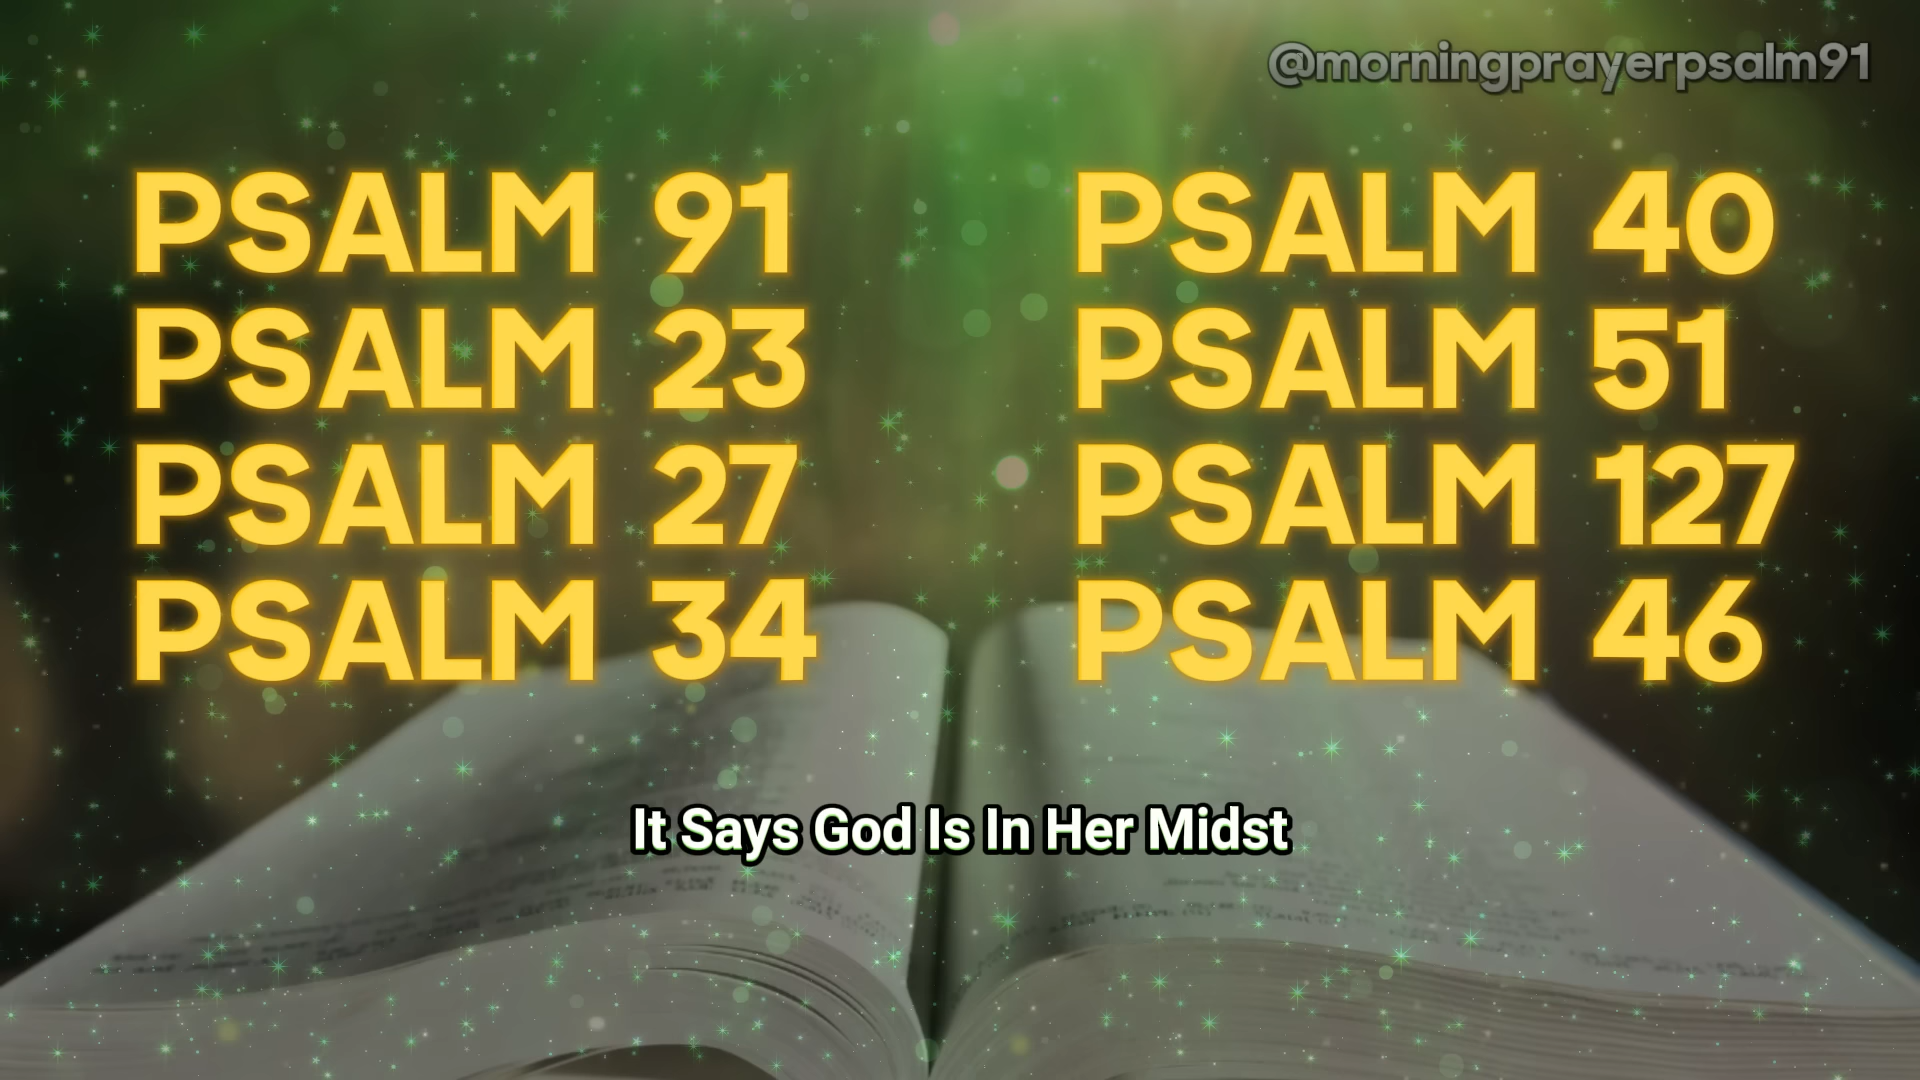 @morningprayerpsalm91
PSALM 91
PSALM 23
PSALM 27
PSALM 34
PSALM 40
PSALM 51
PSALM 127
PSALM 46
It Says God Is In Her Midst